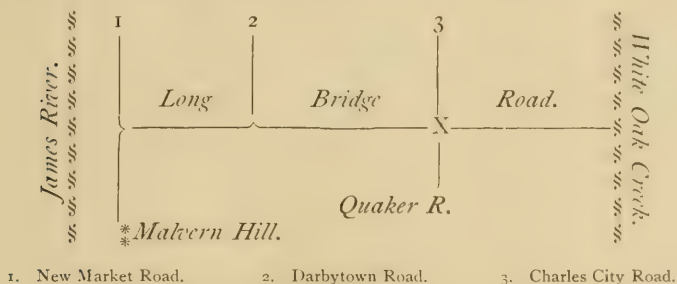 1 2 3
James River.
White Oak Creek.
Long Bridge Road.
X
Quaker R.
Malvern Hill.
1. New Market Road. 2. Darbytown Road. 3. Charles City Road.